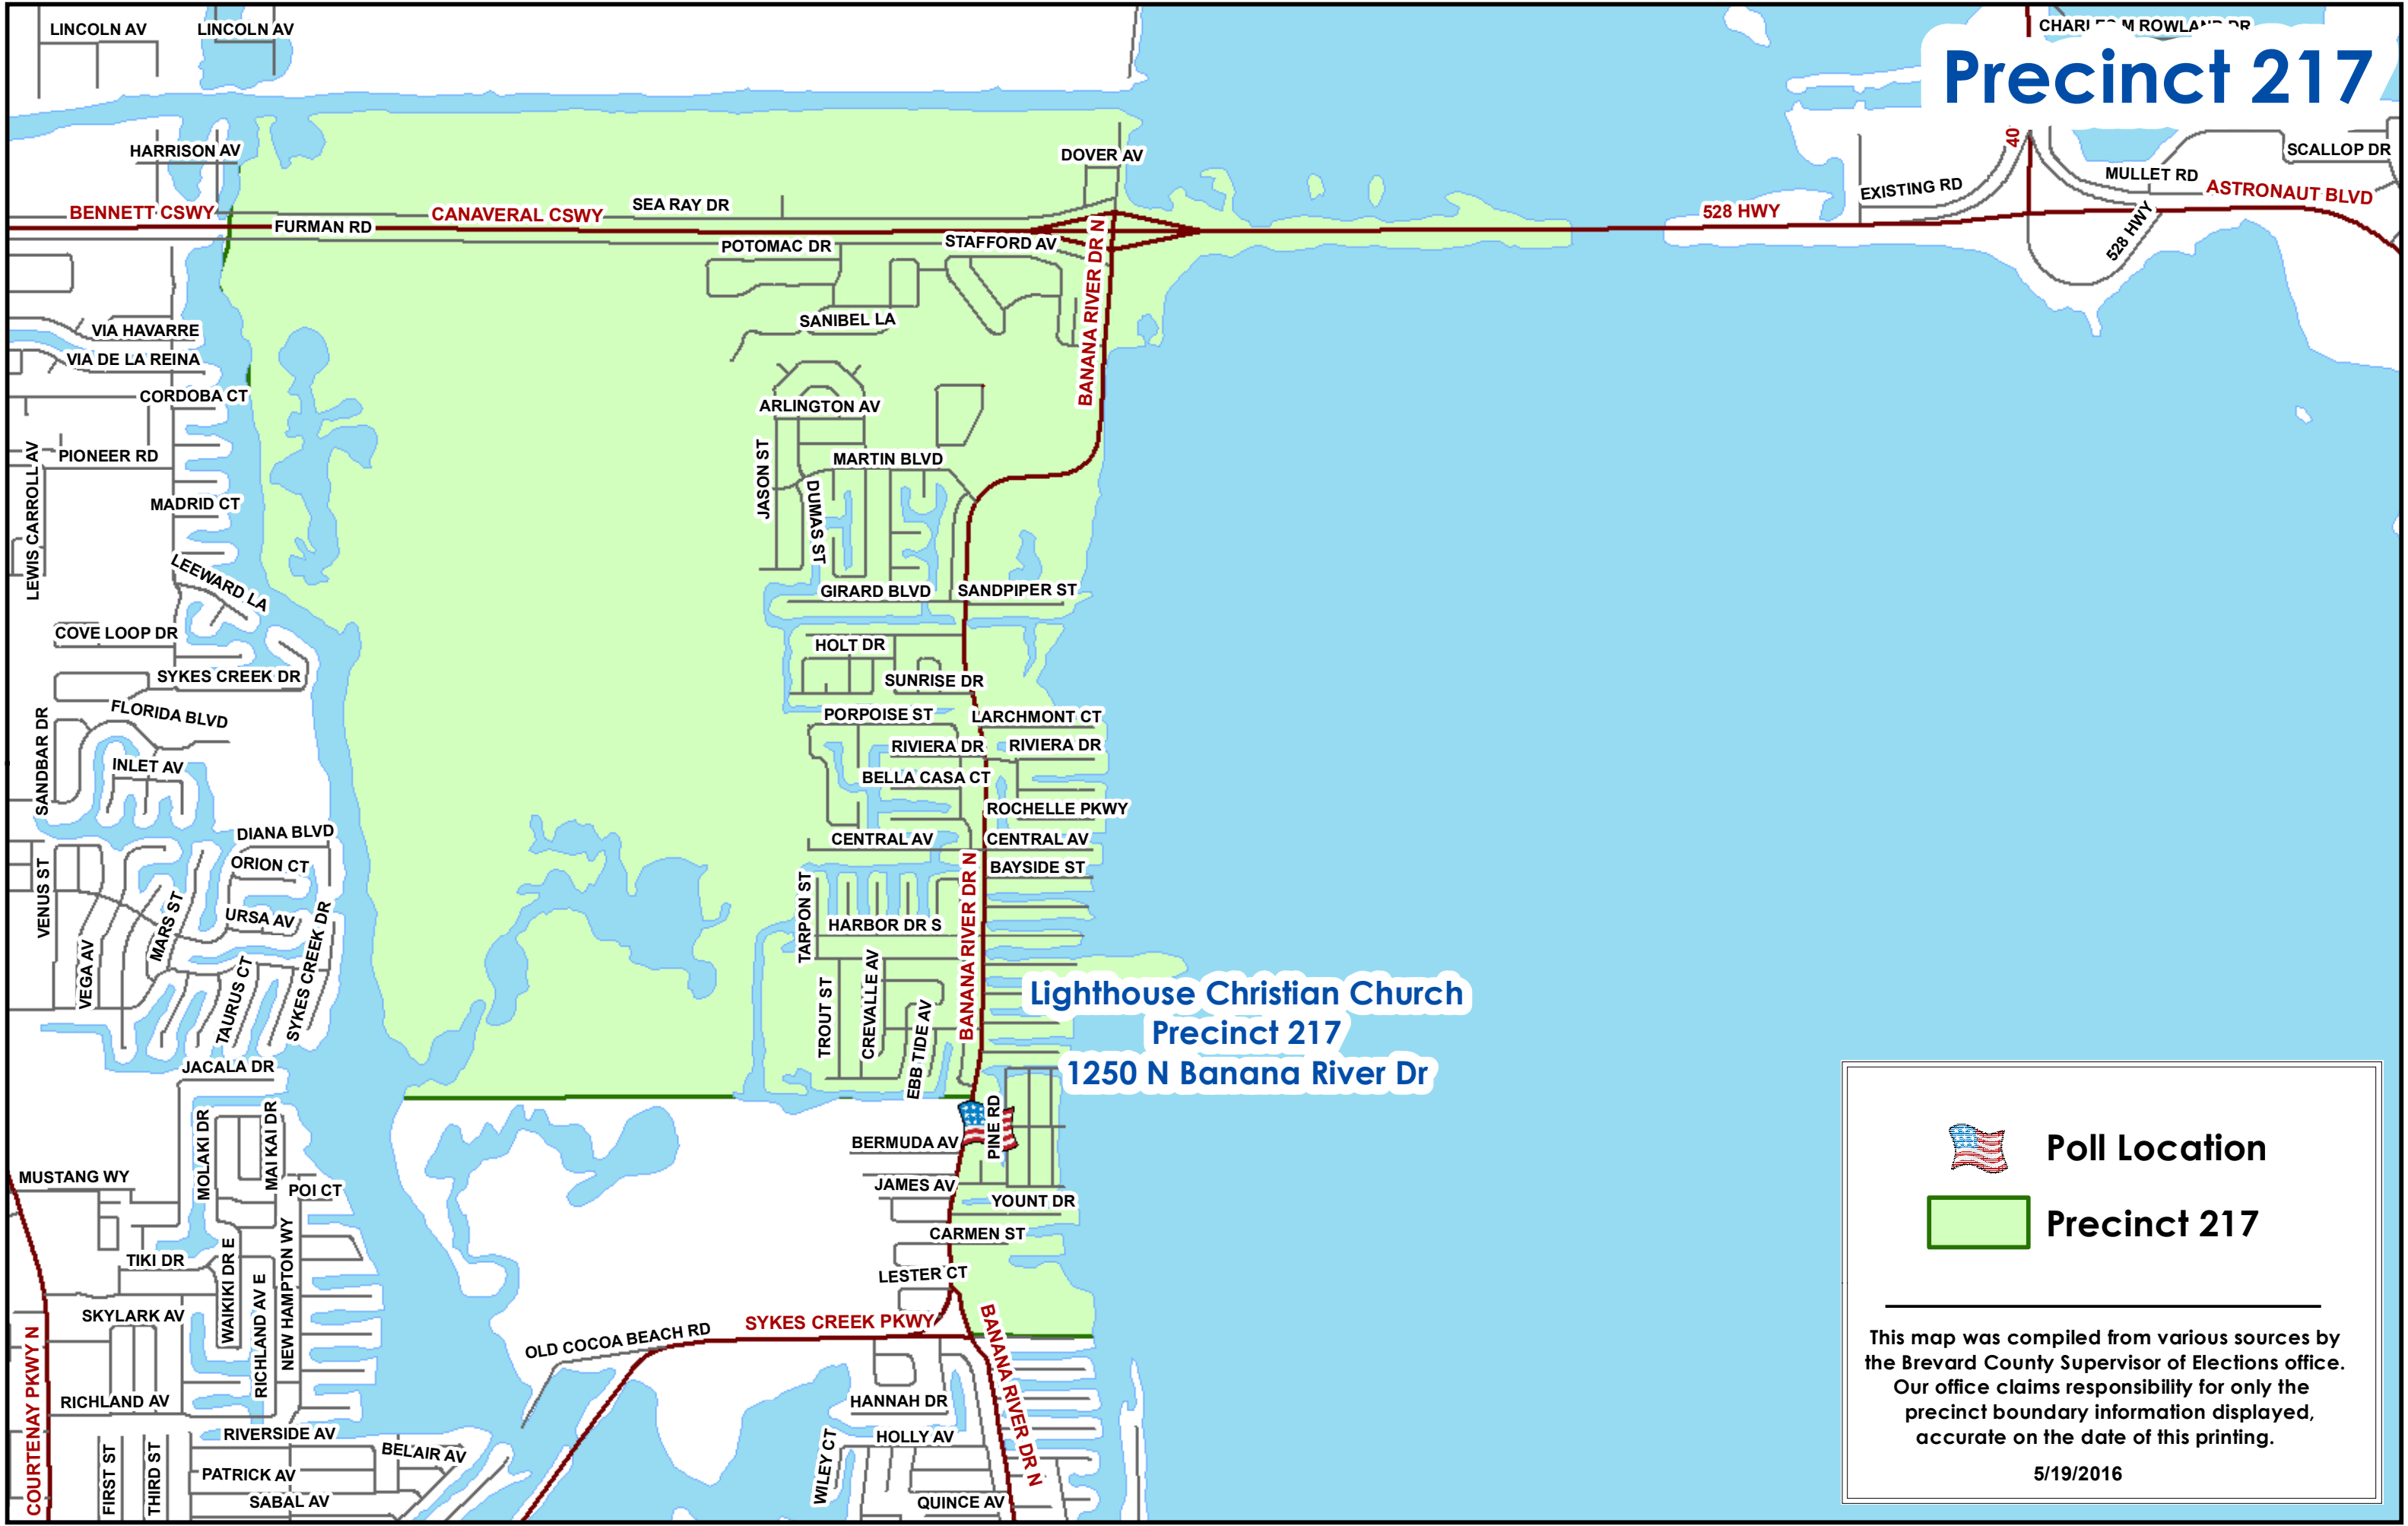 LINCOLN AV
LINCOLN AV
CHARLES M ROWLAND DR
Precinct 217
HARRISON AV
DOVER AV
40
SCALLOP DR
MULLET RD
EXISTING RD
ASTRONAUT BLVD
BENNETT CSWY
CANAVERAL CSWY
SEA RAY DR
528 HWY
FURMAN RD
POTOMAC DR
STAFFORD AV
528 HWY
BANANA RIVER DR N
VIA HAVARRE
SANIBEL LA
VIA DE LA REINA
CORDOBA CT
ARLINGTON AV
PIONEER RD
MARTIN BLVD
LEWIS CARROLL AV
JASON ST
DUMAS ST
MADRID CT
LEEWARD LA
GIRARD BLVD
SANDPIPER ST
COVE LOOP DR
HOLT DR
SYKES CREEK DR
SUNRISE DR
FLORIDA BLVD
PORPOISE ST
LARCHMONT CT
SANDBAR DR
RIVIERA DR
RIVIERA DR
INLET AV
BELLA CASA CT
ROCHELLE PKWY
DIANA BLVD
CENTRAL AV
CENTRAL AV
ORION CT
BAYSIDE ST
VENUS ST
MARS ST
URSA AV
TARPON ST
HARBOR DR S
BANANA RIVER DR N
VEGA AV
TAURUS CT
SYKES CREEK DR
TROUT ST
CREVALLE AV
EBB TIDE AV
Lighthouse Christian Church
Precinct 217
1250 N Banana River Dr
JACALA DR
MOLAKI DR
MAI KAI DR
PINE RD
BERMUDA AV
MUSTANG WY
POI CT
JAMES AV
YOUNT DR
CARMEN ST
TIKI DR
WAIKIKI DR E
RICHLAND AV E
NEW HAMPTON WY
LESTER CT
SKYLARK AV
SYKES CREEK PKWY
OLD COCOA BEACH RD
BANANA RIVER DR N
COURTENAY PKWY N
RICHLAND AV
HANNAH DR
RIVERSIDE AV
BELAIR AV
HOLLY AV
FIRST ST
THIRD ST
PATRICK AV
WILEY CT
SABAL AV
QUINCE AV
Poll Location
Precinct 217
This map was compiled from various sources by
the Brevard County Supervisor of Elections office.
Our office claims responsibility for only the
precinct boundary information displayed,
accurate on the date of this printing.
5/19/2016